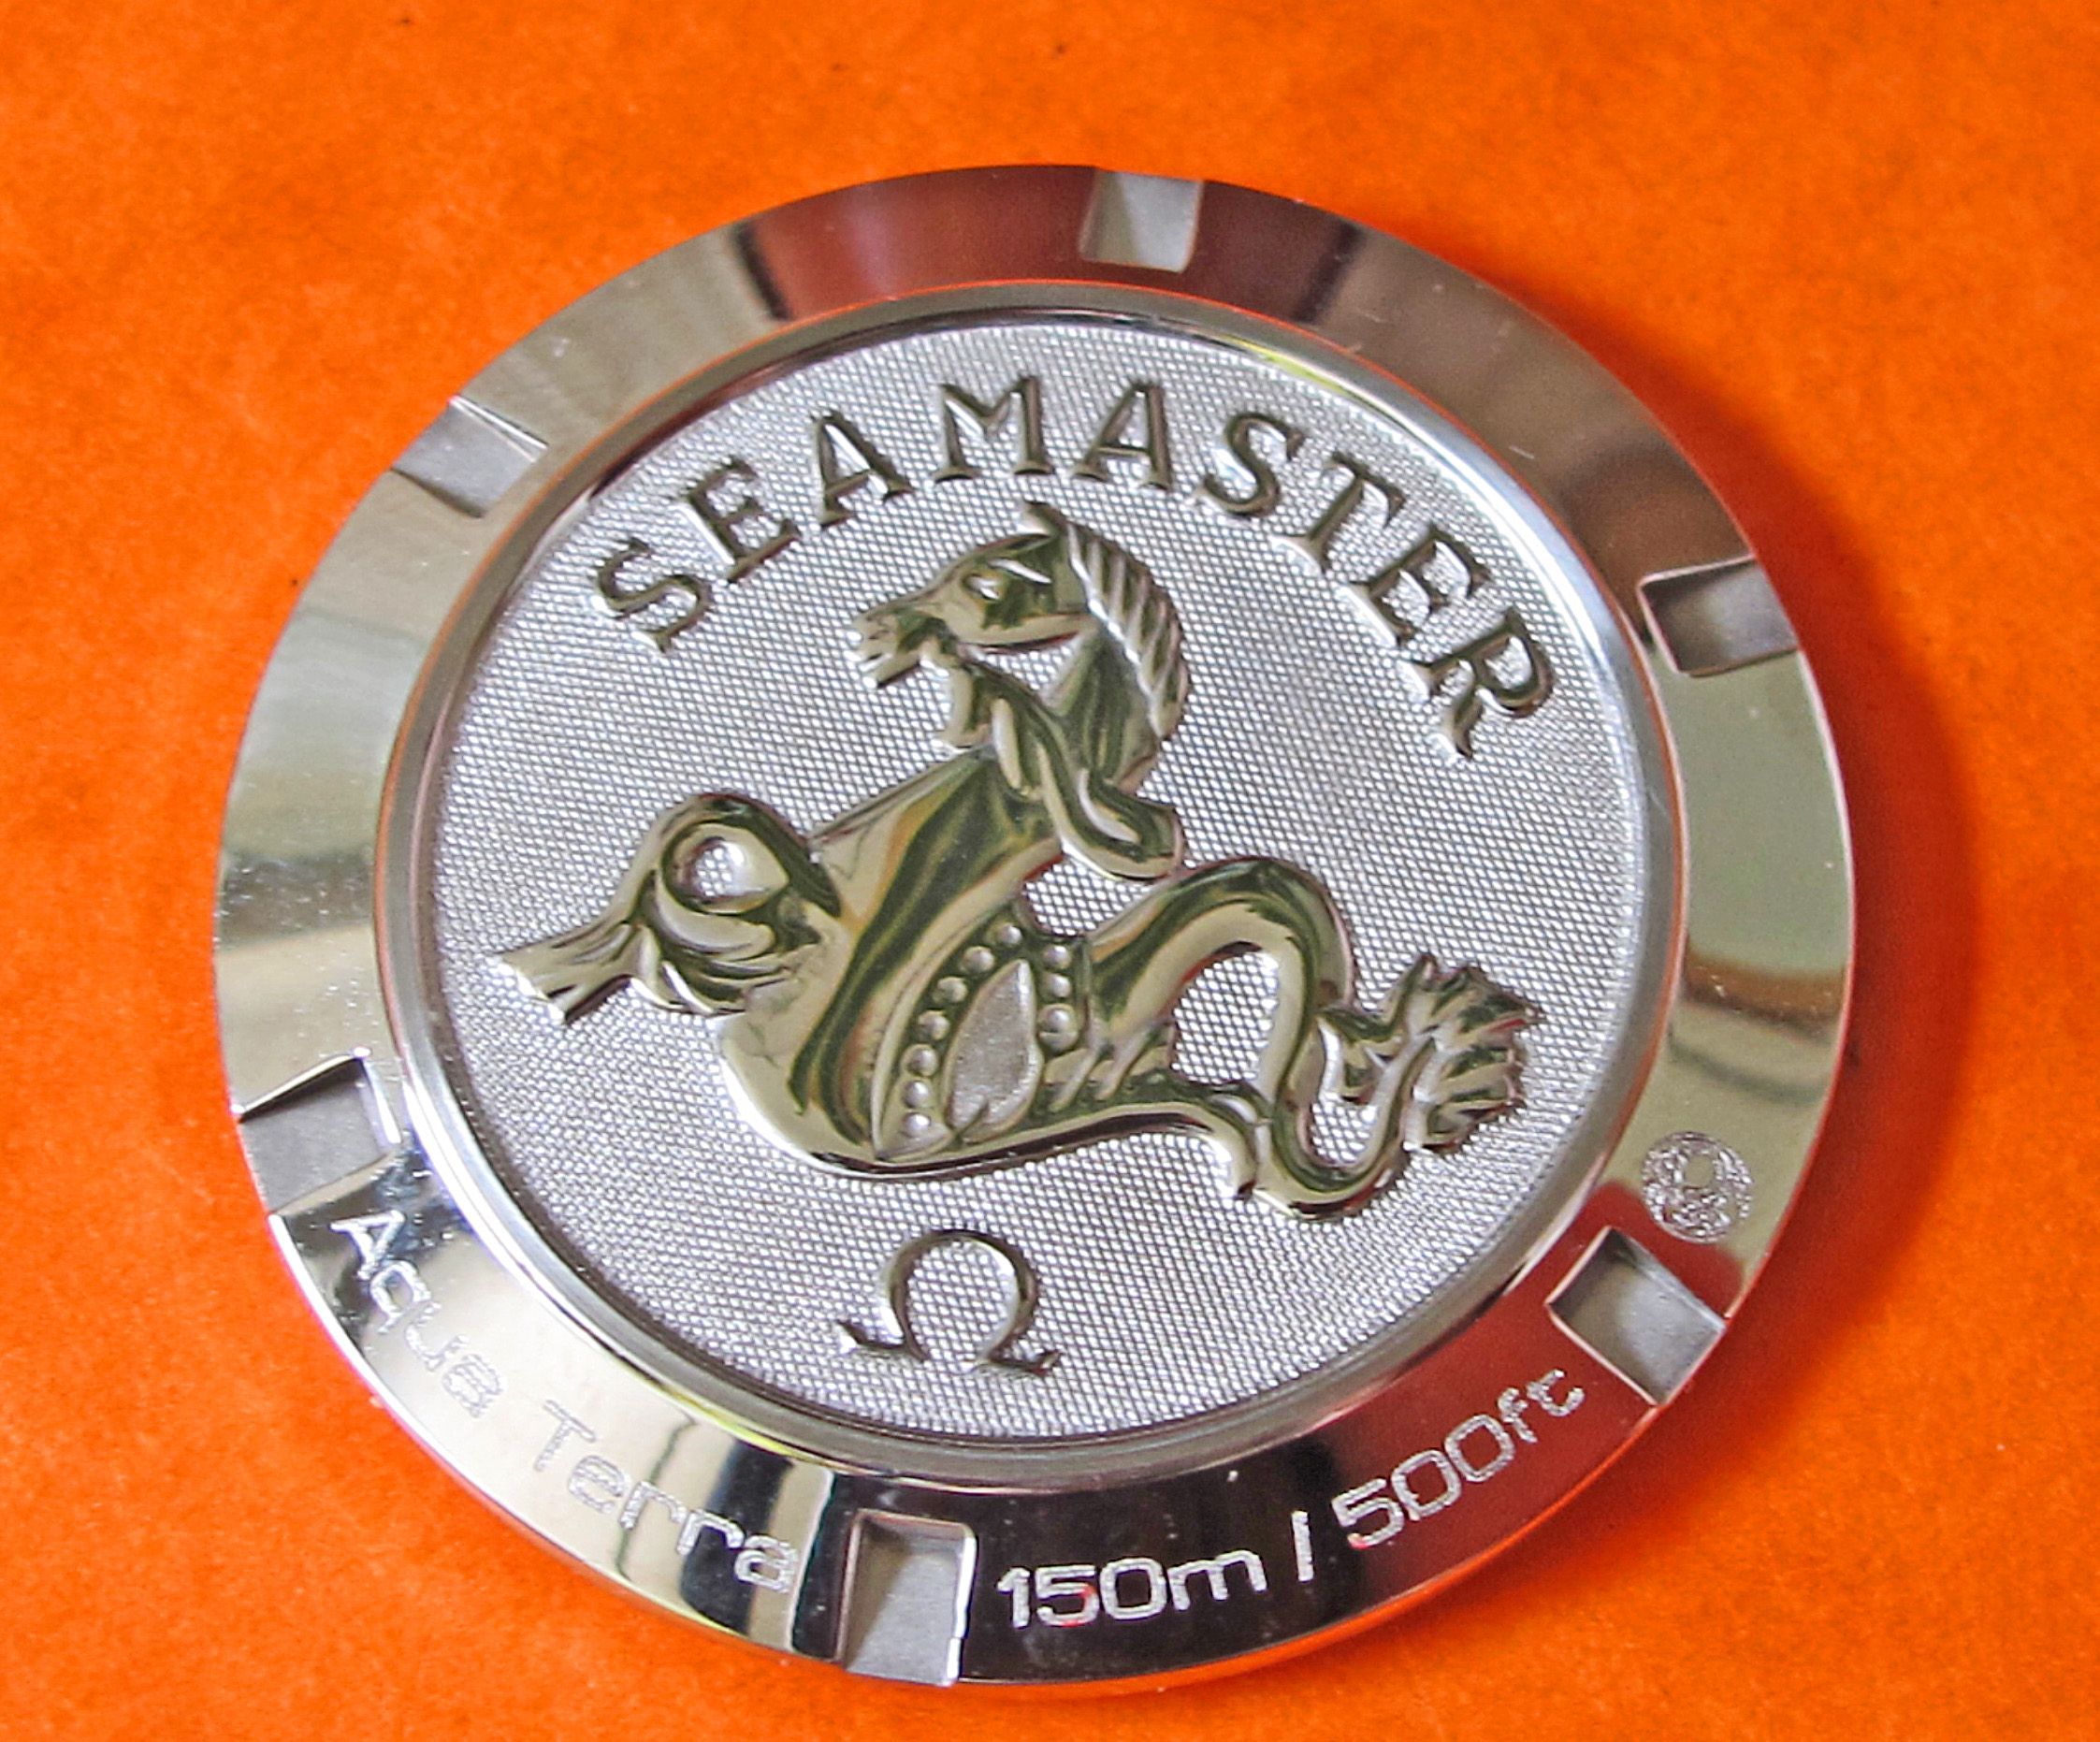 SEAMASTER
Ω
Aqua Terra
150m / 500ft